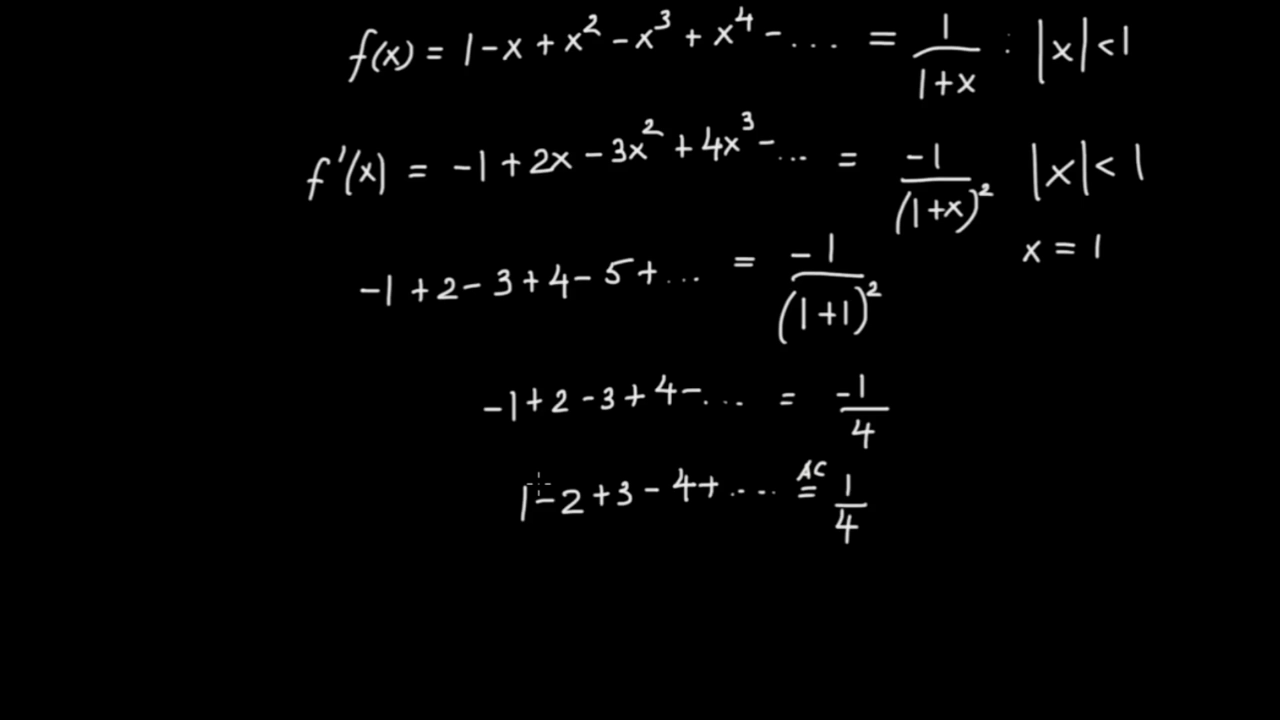 f(x) = 1 - x + x² - x³ + x⁴ - .... = 1/(1+x) : |x| < 1
f'(x) = -1 + 2x - 3x² + 4x³ - ... = -1/(1+x)² |x| < 1
x = 1
-1 + 2 - 3 + 4 - 5 + ... = -1/(1+1)²
-1 + 2 - 3 + 4 - .... = -1/4
1 - 2 + 3 - 4 + .... AC= 1/4